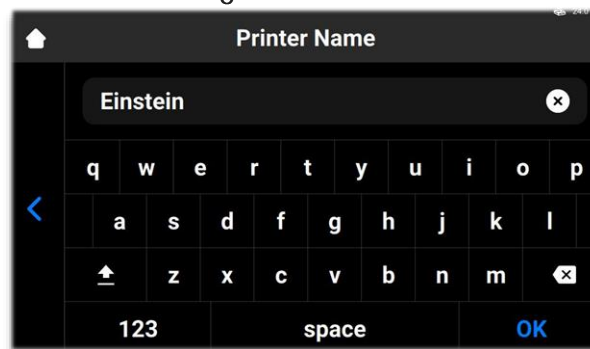 Printer Name
Einstein
q w e r t y u i o p
a s d f g h j k l
z x c v b n m
123 space OK